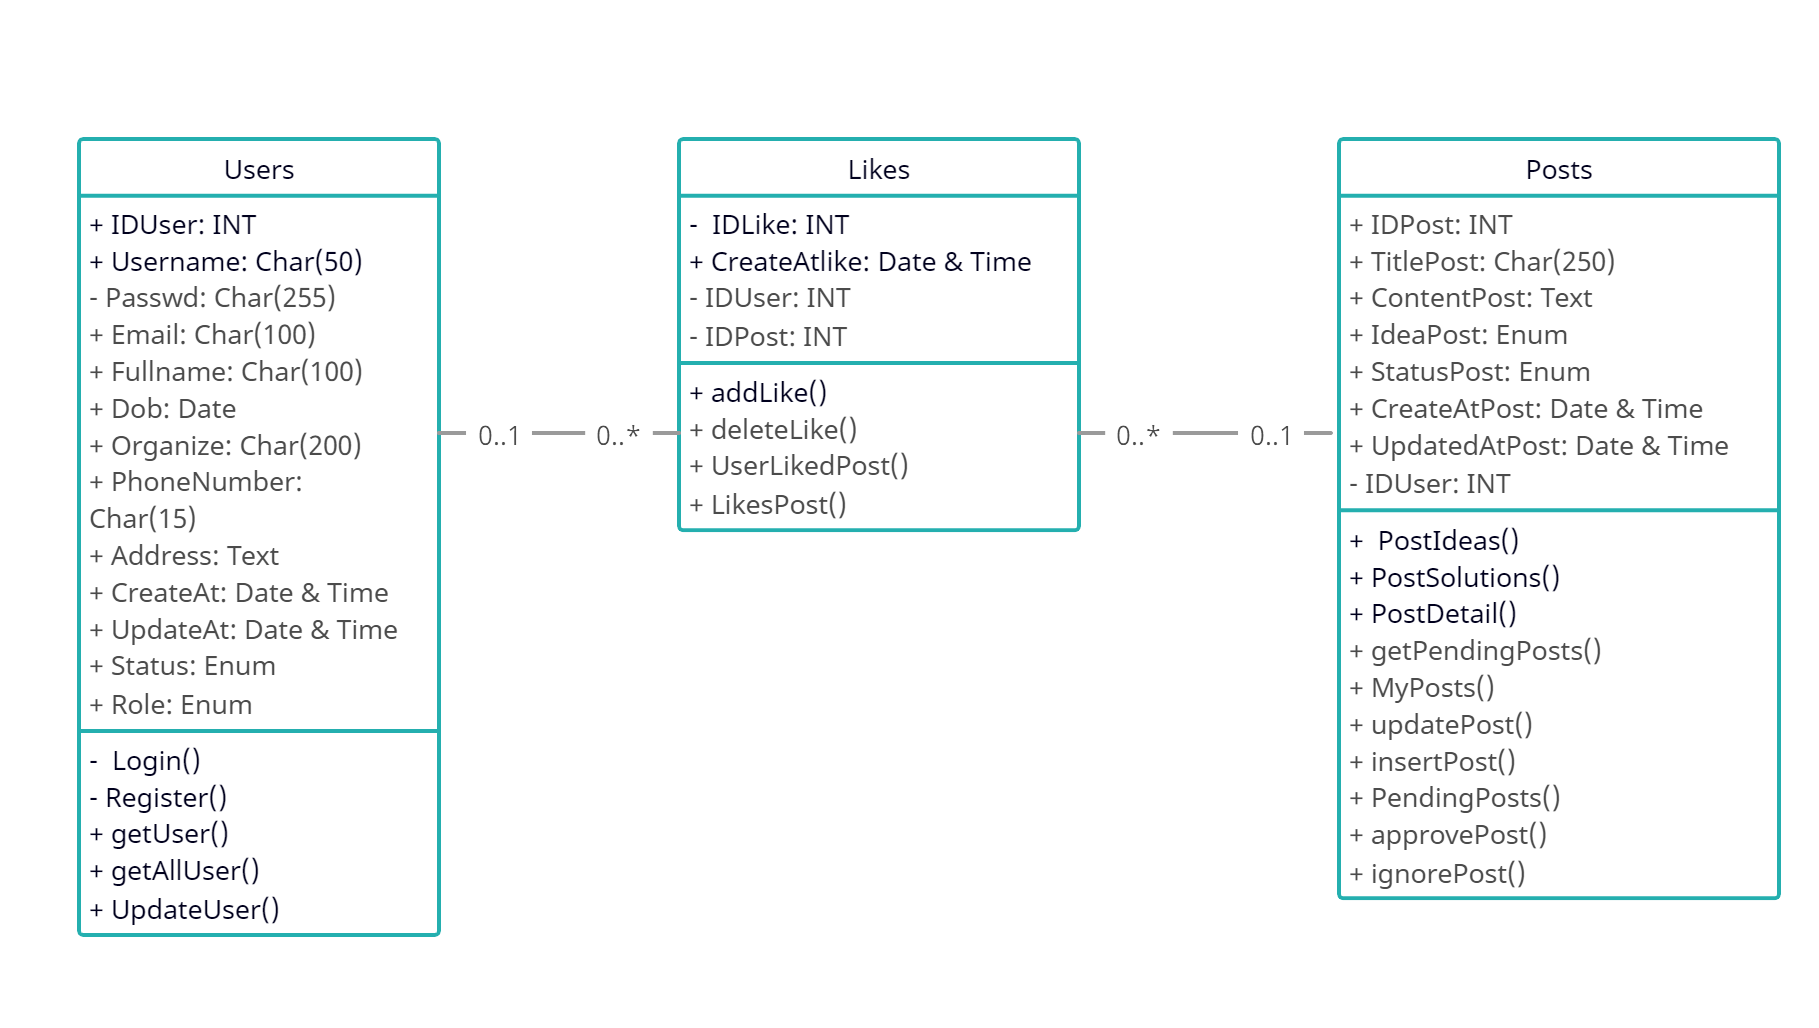 Users
+ IDUser: INT
+ Username: Char(50)
- Passwd: Char(255)
+ Email: Char(100)
+ Fullname: Char(100)
+ Dob: Date
+ Organize: Char(200)
+ PhoneNumber:
Char(15)
+ Address: Text
+ CreateAt: Date & Time
+ UpdateAt: Date & Time
+ Status: Enum
+ Role: Enum
- Login()
- Register()
+ getUser()
+ getAllUser()
+ UpdateUser()
0..1
0..*
Likes
- IDLike: INT
+ CreateAtlike: Date & Time
- IDUser: INT
- IDPost: INT
+ addLike()
+ deleteLike()
+ UserLikedPost()
+ LikesPost()
0..*
0..1
Posts
+ IDPost: INT
+ TitlePost: Char(250)
+ ContentPost: Text
+ IdeaPost: Enum
+ StatusPost: Enum
+ CreateAtPost: Date & Time
+ UpdatedAtPost: Date & Time
- IDUser: INT
+ PostIdeas()
+ PostSolutions()
+ PostDetail()
+ getPendingPosts()
+ MyPosts()
+ updatePost()
+ insertPost()
+ PendingPosts()
+ approvePost()
+ ignorePost()